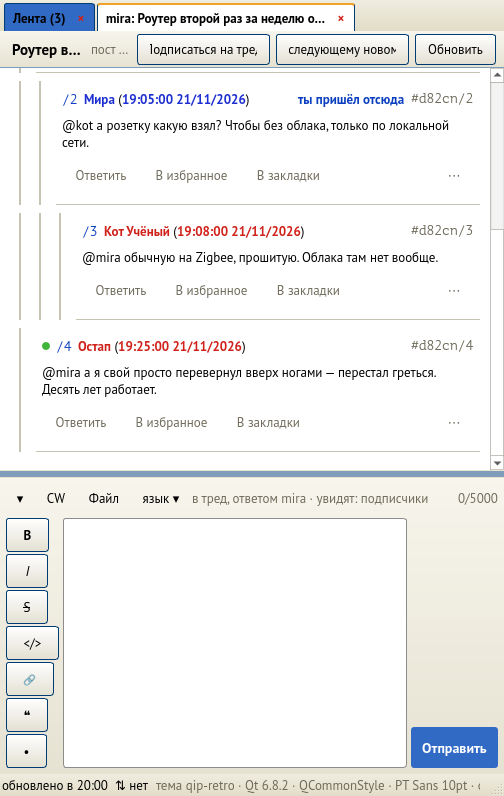 Лента (3) × mira: Роутер второй раз за неделю о... ×
Роутер в... пост ... Подписаться на тре, следующему новом Обновить
/2 Мира (19:05:00 21/11/2026) ты пришёл отсюда #d82cn/2
@kot а розетку какую взял? Чтобы без облака, только по локальной
сети.
Ответить В избранное В закладки ...
/3 Кот Учёный (19:08:00 21/11/2026) #d82cn/3
@mira обычную на Zigbee, прошитую. Облака там нет вообще.
Ответить В избранное В закладки ...
/4 Остап (19:25:00 21/11/2026) #d82cn/4
@mira а я свой просто перевернул вверх ногами — перестал греться.
Десять лет работает.
Ответить В избранное В закладки ...
▾ CW Файл язык ▾ в тред, ответом mira · увидят: подписчики 0/5000
B
I
S
</>
🔗
❝
•
Отправить
обновлено в 20:00 ⇅ нет тема qip-retro · Qt 6.8.2 · QCommonStyle · PT Sans 10pt ·